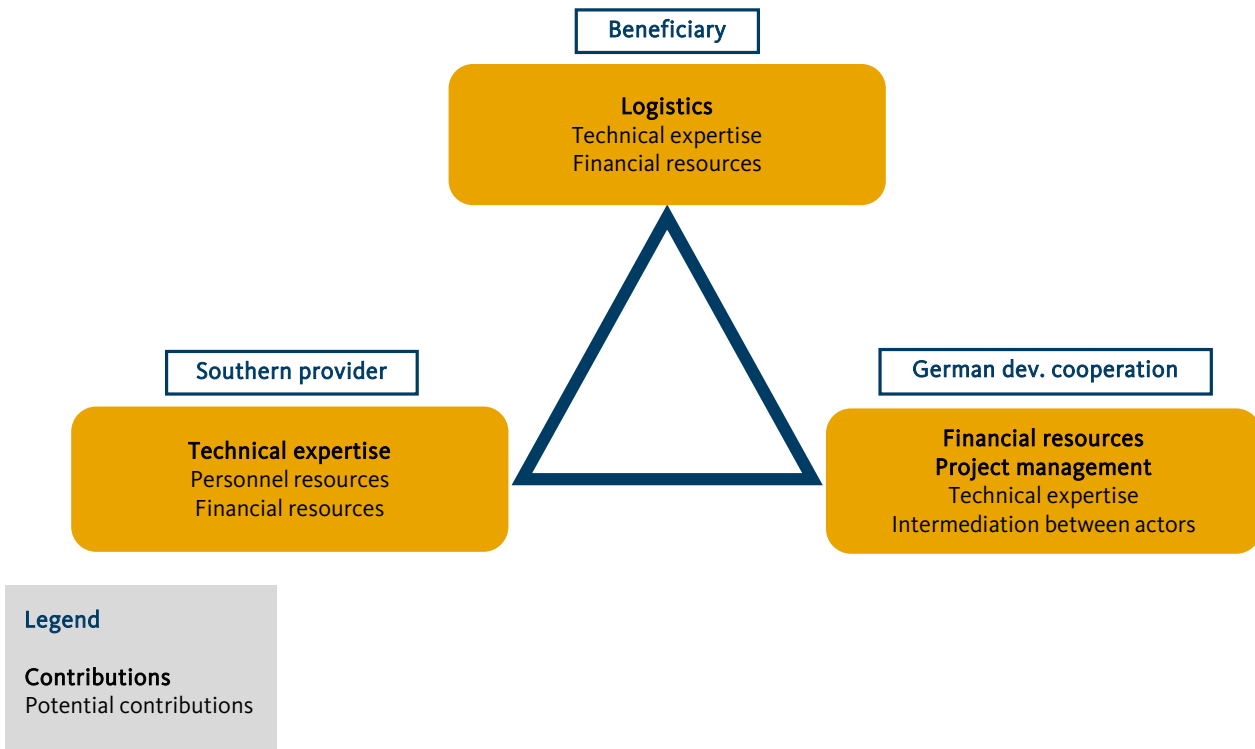 Beneficiary
Logistics
Technical expertise
Financial resources
Southern provider
Technical expertise
Personnel resources
Financial resources
German dev. cooperation
Financial resources
Project management
Technical expertise
Intermediation between actors
Legend
Contributions
Potential contributions